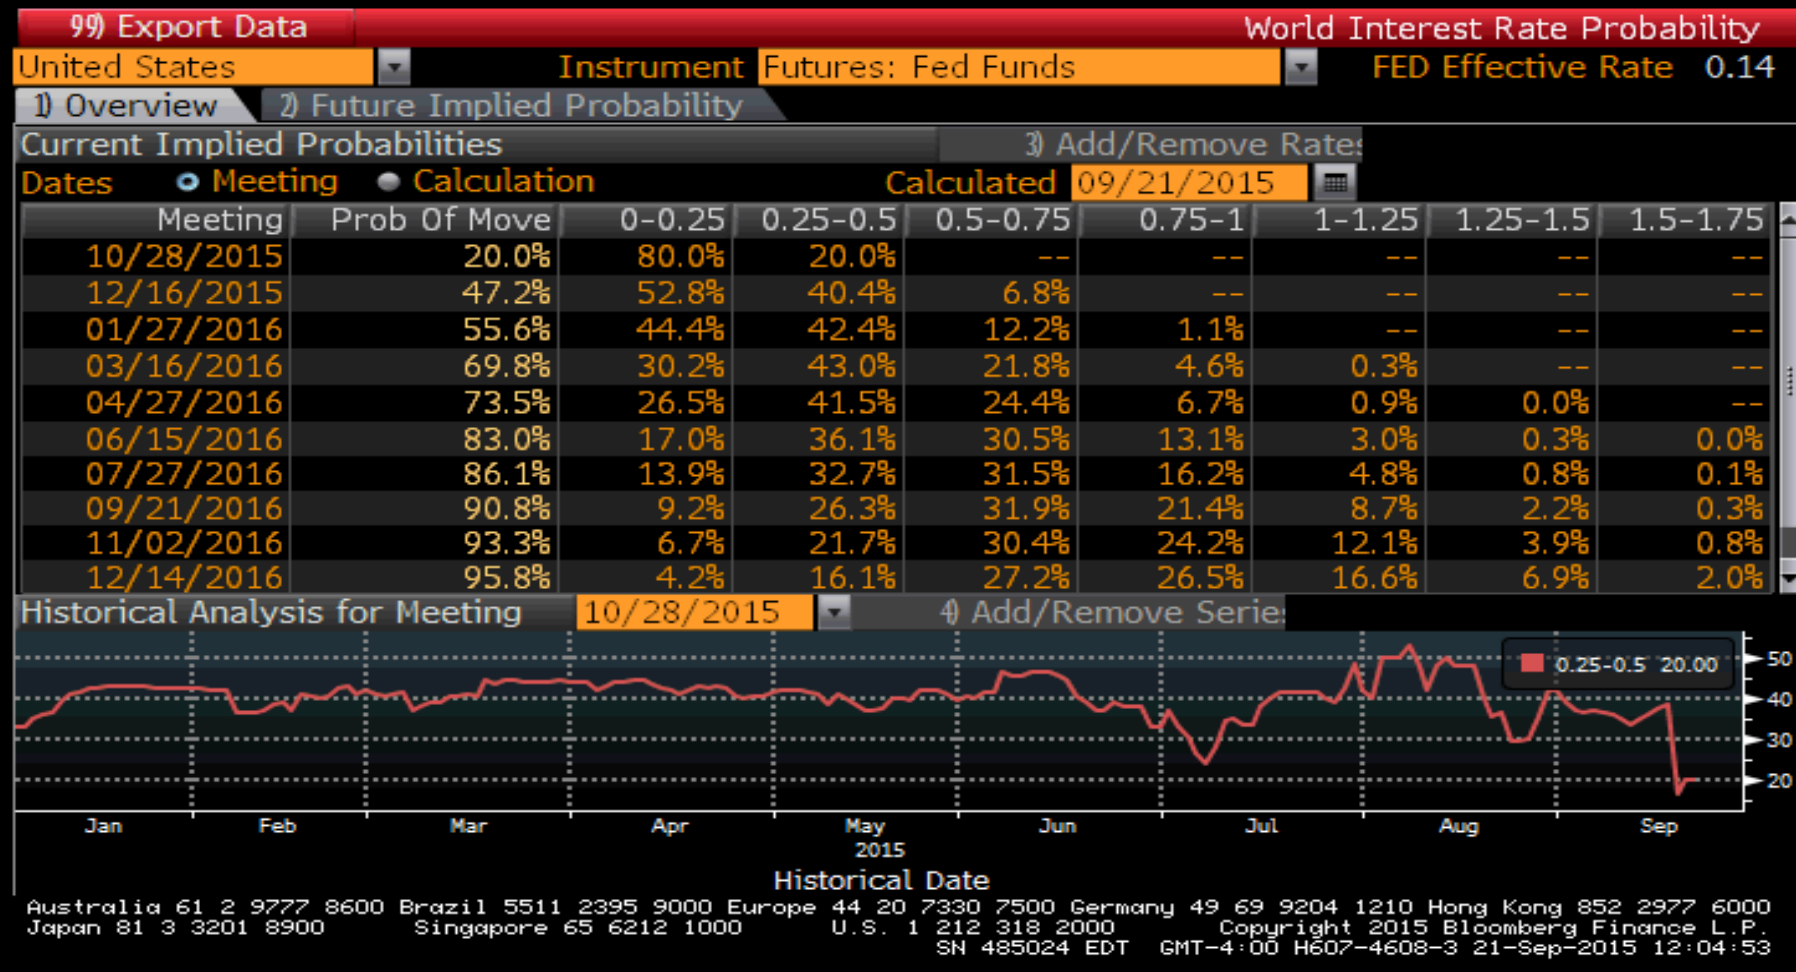 99) Export Data World Interest Rate Probability
United States Instrument Futures: Fed Funds FED Effective Rate 0.14
1) Overview 2) Future Implied Probability
Current Implied Probabilities 3) Add/Remove Rates
Dates Meeting Calculation Calculated 09/21/2015
Meeting Prob Of Move 0-0.25 0.25-0.5 0.5-0.75 0.75-1 1-1.25 1.25-1.5 1.5-1.75
10/28/2015 20.0% 80.0% 20.0% -- -- -- -- --
12/16/2015 47.2% 52.8% 40.4% 6.8% -- -- -- --
01/27/2016 55.6% 44.4% 42.4% 12.2% 1.1% -- -- --
03/16/2016 69.8% 30.2% 43.0% 21.8% 4.6% 0.3% -- --
04/27/2016 73.5% 26.5% 41.5% 24.4% 6.7% 0.9% 0.0% --
06/15/2016 83.0% 17.0% 36.1% 30.5% 13.1% 3.0% 0.3% 0.0%
07/27/2016 86.1% 13.9% 32.7% 31.5% 16.2% 4.8% 0.8% 0.1%
09/21/2016 90.8% 9.2% 26.3% 31.9% 21.4% 8.7% 2.2% 0.3%
11/02/2016 93.3% 6.7% 21.7% 30.4% 24.2% 12.1% 3.9% 0.8%
12/14/2016 95.8% 4.2% 16.1% 27.2% 26.5% 16.6% 6.9% 2.0%
Historical Analysis for Meeting 10/28/2015 4) Add/Remove Serie
0.25-0.5 20.00
50
40
30
20
Jan Feb Mar Apr May Jun Jul Aug Sep
2015
Historical Date
Australia 61 2 9777 8600 Brazil 5511 2395 9000 Europe 44 20 7330 7500 Germany 49 69 9204 1210 Hong Kong 852 2977 6000
Japan 81 3 3201 8900 Singapore 65 6212 1000 U.S. 1 212 318 2000 Copyright 2015 Bloomberg Finance L.P.
SN 485024 EDT GMT-4:00 H607-4608-3 21-Sep-2015 12:04:53